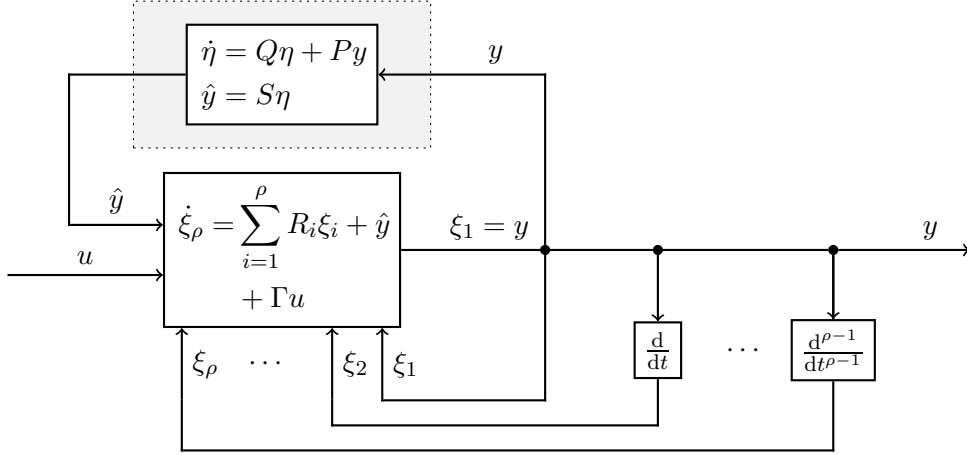 η̇ = Qη + Py
ŷ = Sη
y
ŷ
u
ξ̇_ρ = ∑_{i=1}^{ρ} R_i ξ_i + ŷ
+ Γu
ξ_1 = y
y
ξ_ρ ··· ξ_2 ξ_1
d/dt ··· d^{ρ−1}/dt^{ρ−1}